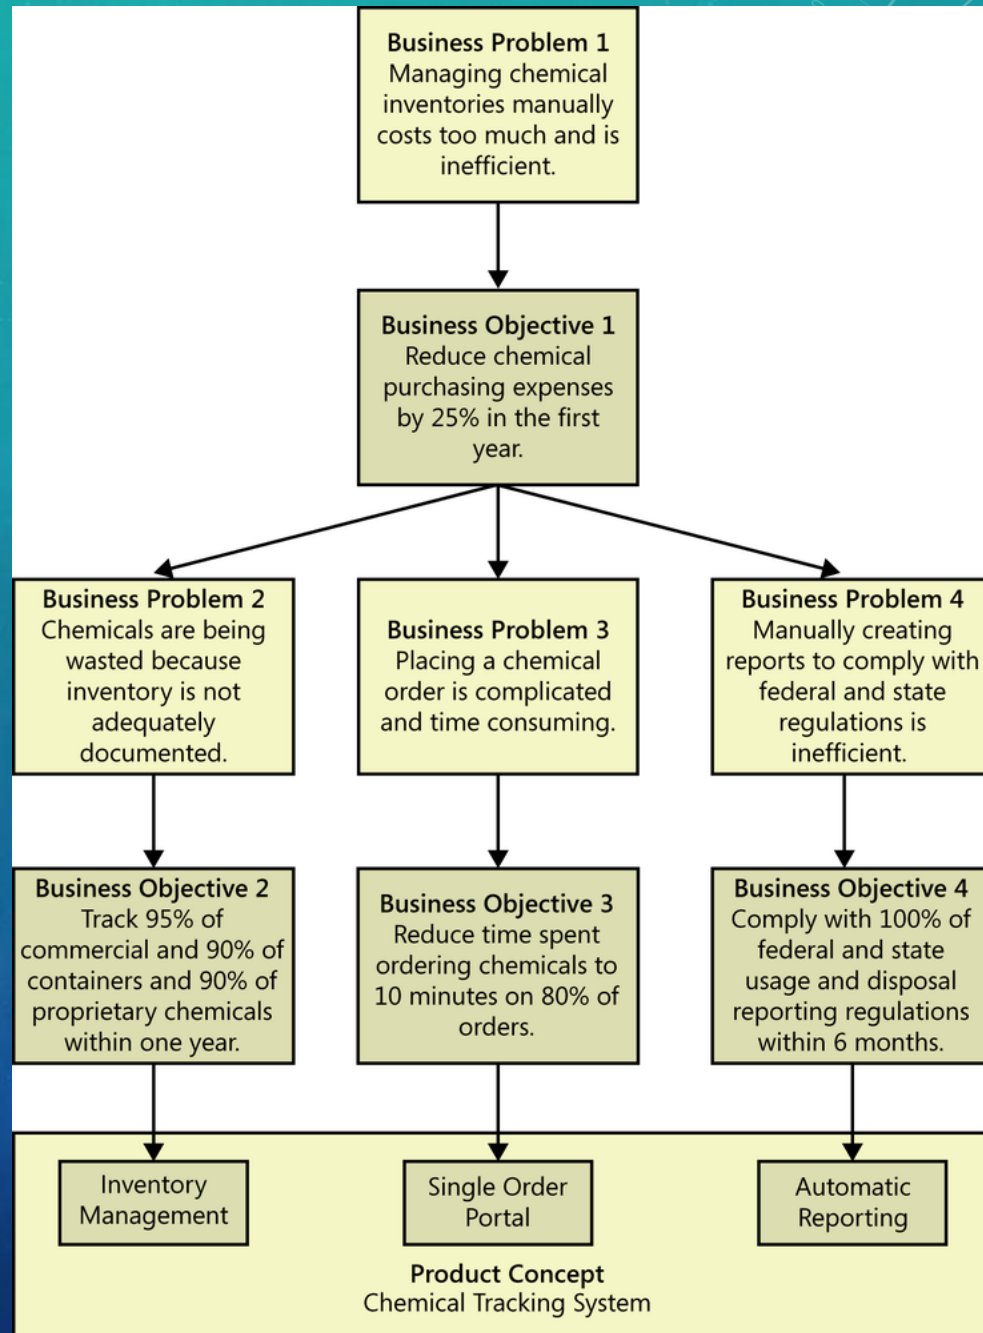 Business Problem 1
Managing chemical
inventories manually
costs too much and is
inefficient.
Business Objective 1
Reduce chemical
purchasing expenses
by 25% in the first
year.
Business Problem 2
Chemicals are being
wasted because
inventory is not
adequately
documented.
Business Problem 3
Placing a chemical
order is complicated
and time consuming.
Business Problem 4
Manually creating
reports to comply with
federal and state
regulations is
inefficient.
Business Objective 2
Track 95% of
commercial and 90% of
containers and 90% of
proprietary chemicals
within one year.
Business Objective 3
Reduce time spent
ordering chemicals to
10 minutes on 80% of
orders.
Business Objective 4
Comply with 100% of
federal and state
usage and disposal
reporting regulations
within 6 months.
Inventory
Management
Single Order
Portal
Automatic
Reporting
Product Concept
Chemical Tracking System